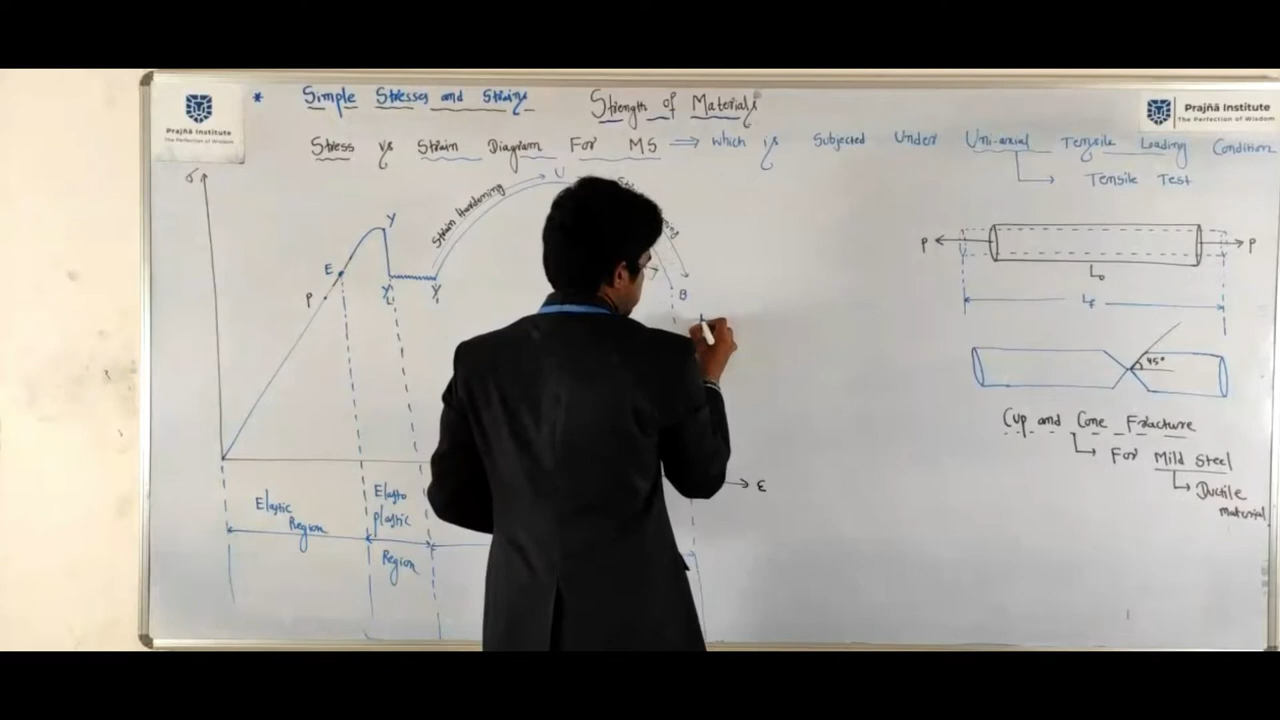 * Simple Stresses and Strains
Strength of Materials
Prajñā Institute
The Perfection of Wisdom
Prajñā Institute
The Perfection of Wisdom
Stress vs Strain Diagram For MS ⇒ which is Subjected Under Uni-axial Tensile Loading Condition
Tensile Test
σ
Strain Hardening
U
Y
E
P
YL
Y1
B
ε
Elastic Region
Elasto plastic Region
P
P
L₀
Lf
45°
Cup and Cone Fracture
For Mild Steel
Ductile
material